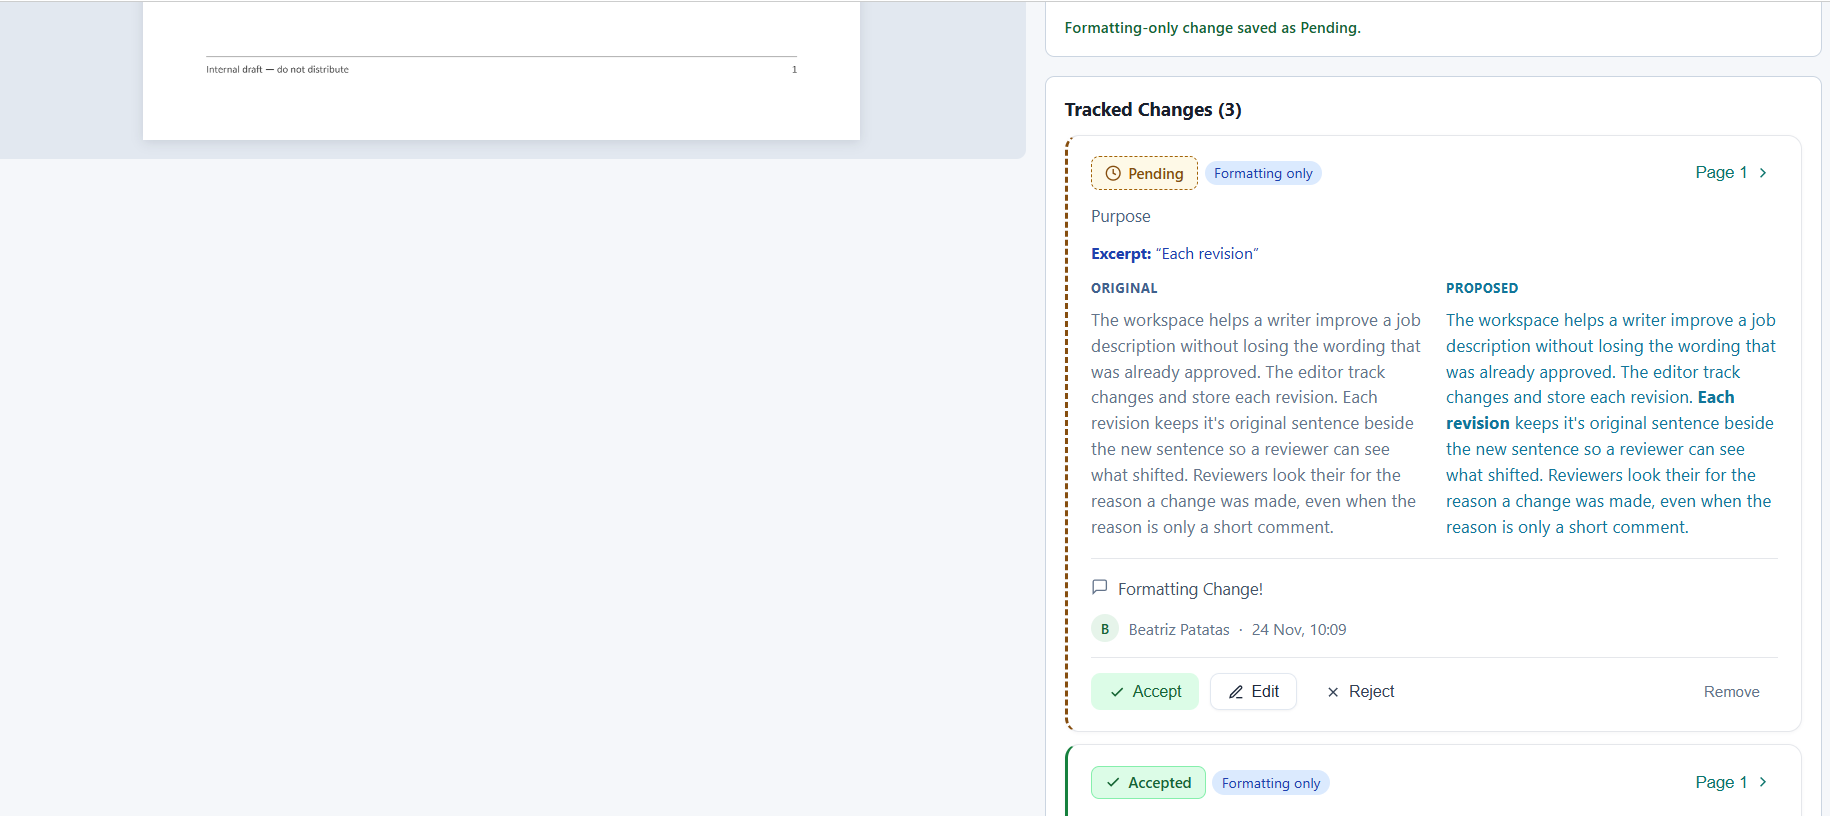 Internal draft — do not distribute
1
Formatting-only change saved as Pending.
Tracked Changes (3)
Pending
Formatting only
Page 1
Purpose
Excerpt: “Each revision”
ORIGINAL
The workspace helps a writer improve a job
description without losing the wording that
was already approved. The editor track
changes and store each revision. Each
revision keeps it's original sentence beside
the new sentence so a reviewer can see
what shifted. Reviewers look their for the
reason a change was made, even when the
reason is only a short comment.
PROPOSED
The workspace helps a writer improve a job
description without losing the wording that
was already approved. The editor track
changes and store each revision. Each
revision keeps it's original sentence beside
the new sentence so a reviewer can see
what shifted. Reviewers look their for the
reason a change was made, even when the
reason is only a short comment.
Formatting Change!
B
Beatriz Patatas · 24 Nov, 10:09
Accept
Edit
Reject
Remove
Accepted
Formatting only
Page 1